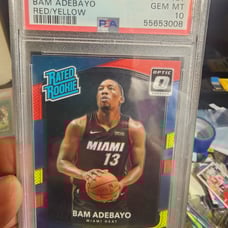 BAM ADEBAYO
RED/YELLOW
GEM MT
10
PSA
55653008
RATED
ROOKIE
OPTIC
MIAMI
13
BAM ADEBAYO
MIAMI HEAT